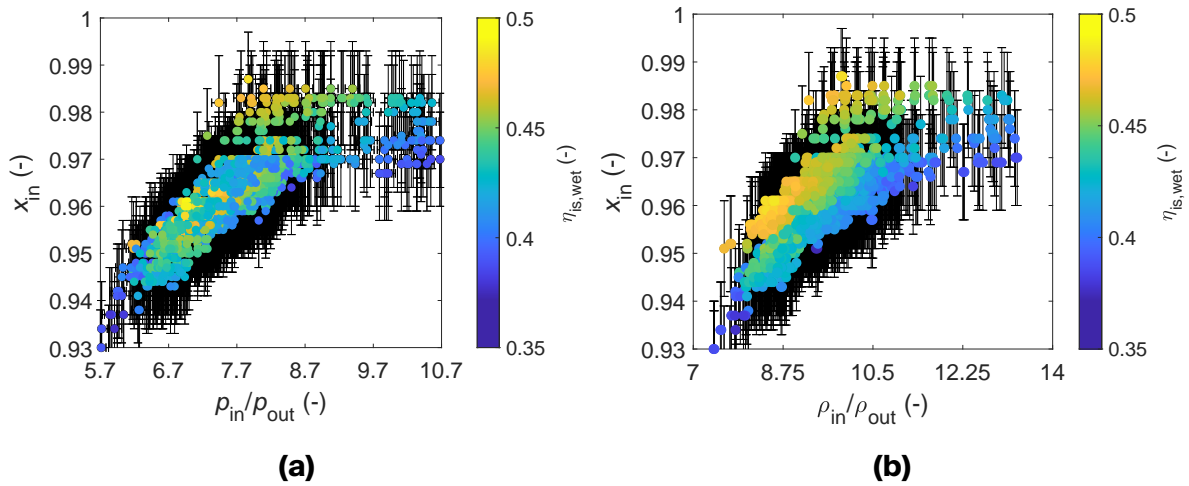 1
0.99
0.98
0.97
0.96
0.95
0.94
0.93
x_in (-)
5.7 6.7 7.7 8.7 9.7 10.7
p_in/p_out (-)
0.5
0.45
0.4
0.35
η_is,wet (-)
(a)
1
0.99
0.98
0.97
0.96
0.95
0.94
0.93
x_in (-)
7 8.75 10.5 12.25 14
ρ_in/ρ_out (-)
0.5
0.45
0.4
0.35
η_is,wet (-)
(b)